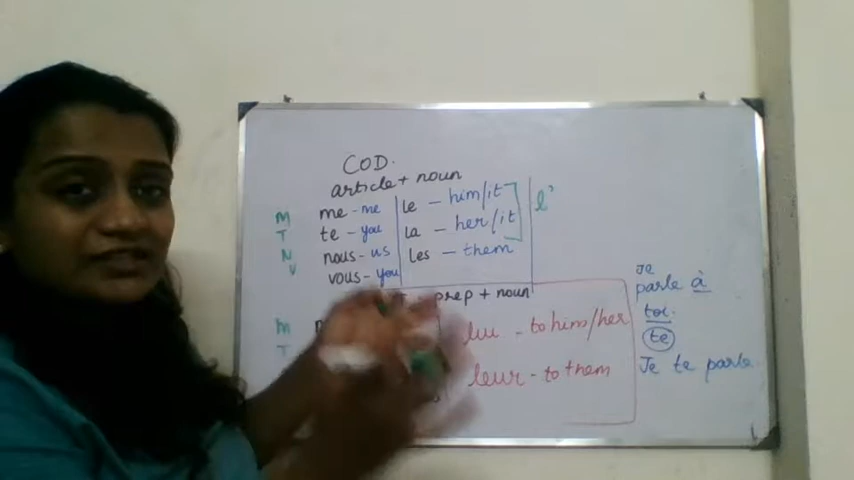 COD.
article + noun
M me - me le - him/it l'
T te - you la - her/it
N nous - us les - them
V vous - you
prep + noun
M lui - to him/her
T leur - to them
Je
parle à
toi.
te
Je te parle.